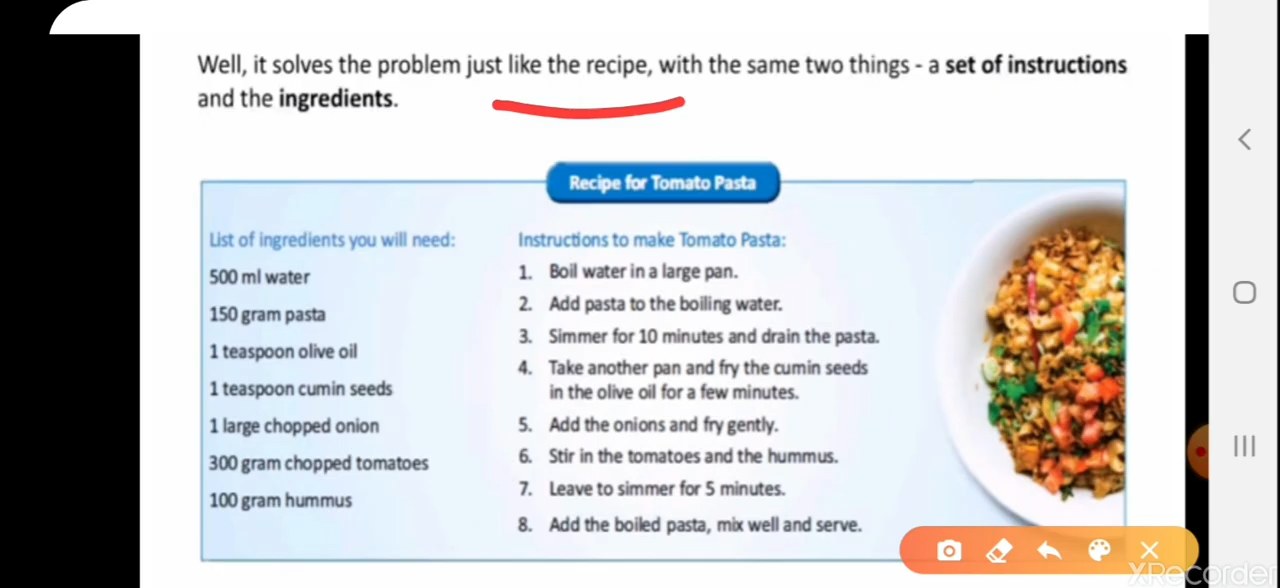 Well, it solves the problem just like the recipe, with the same two things - a set of instructions
and the ingredients.
Recipe for Tomato Pasta
List of ingredients you will need:
500 ml water
150 gram pasta
1 teaspoon olive oil
1 teaspoon cumin seeds
1 large chopped onion
300 gram chopped tomatoes
100 gram hummus
Instructions to make Tomato Pasta:
1. Boil water in a large pan.
2. Add pasta to the boiling water.
3. Simmer for 10 minutes and drain the pasta.
4. Take another pan and fry the cumin seeds
in the olive oil for a few minutes.
5. Add the onions and fry gently.
6. Stir in the tomatoes and the hummus.
7. Leave to simmer for 5 minutes.
8. Add the boiled pasta, mix well and serve.
XRecorder